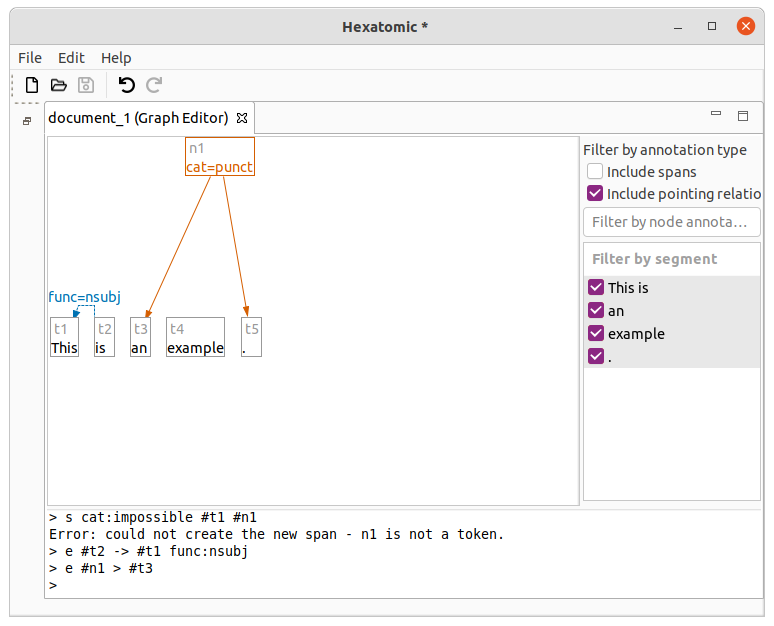 Hexatomic *
File Edit Help
document_1 (Graph Editor)
n1
cat=punct
func=nsubj
t1 t2 t3 t4 t5
This is an example .
Filter by annotation type
Include spans
Include pointing relatio
Filter by node annota...
Filter by segment
This is
an
example
.
> s cat:impossible #t1 #n1
Error: could not create the new span - n1 is not a token.
> e #t2 -> #t1 func:nsubj
> e #n1 > #t3
>